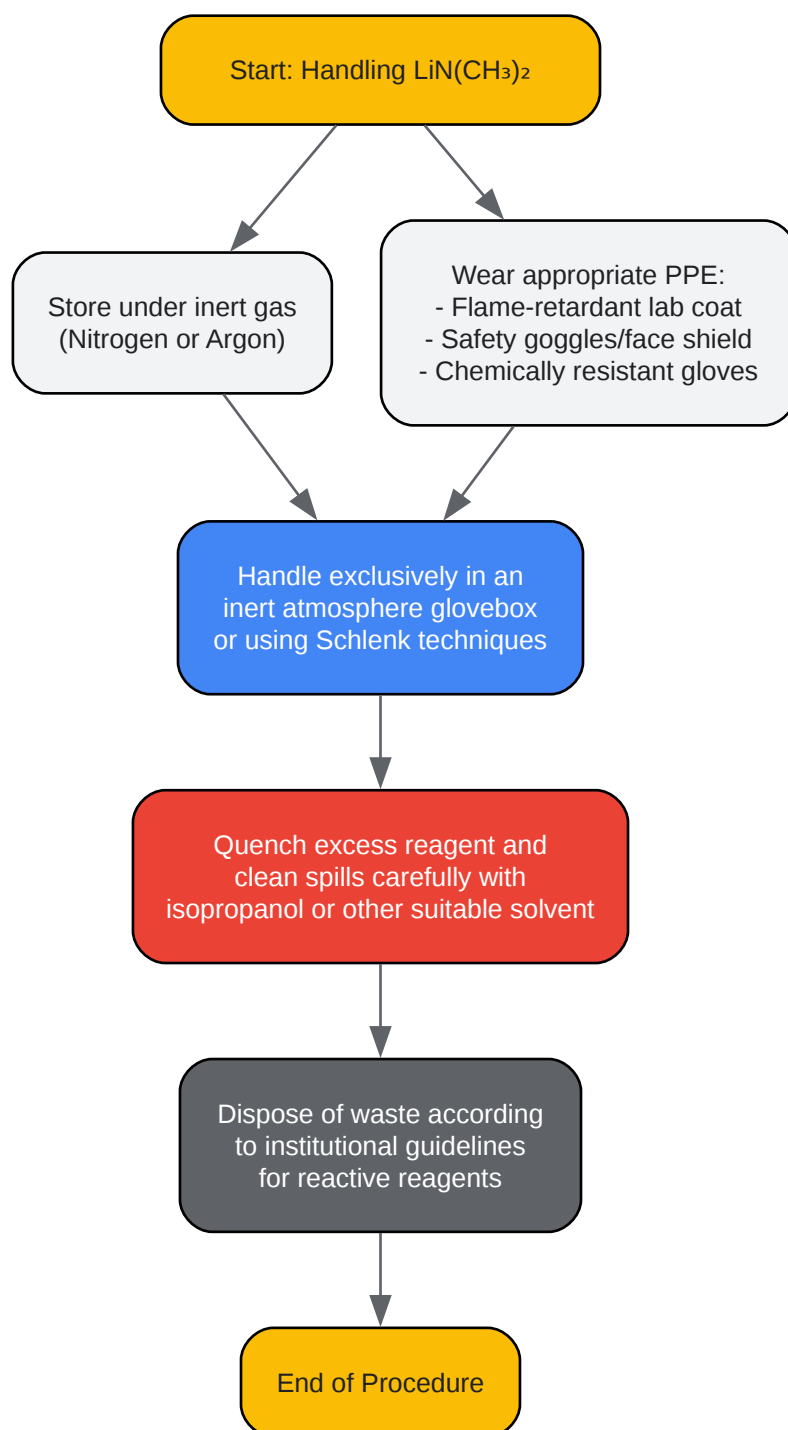 Start: Handling LiN(CH₃)₂
Store under inert gas
(Nitrogen or Argon)
Wear appropriate PPE:
- Flame-retardant lab coat
- Safety goggles/face shield
- Chemically resistant gloves
Handle exclusively in an
inert atmosphere glovebox
or using Schlenk techniques
Quench excess reagent and
clean spills carefully with
isopropanol or other suitable solvent
Dispose of waste according
to institutional guidelines
for reactive reagents
End of Procedure